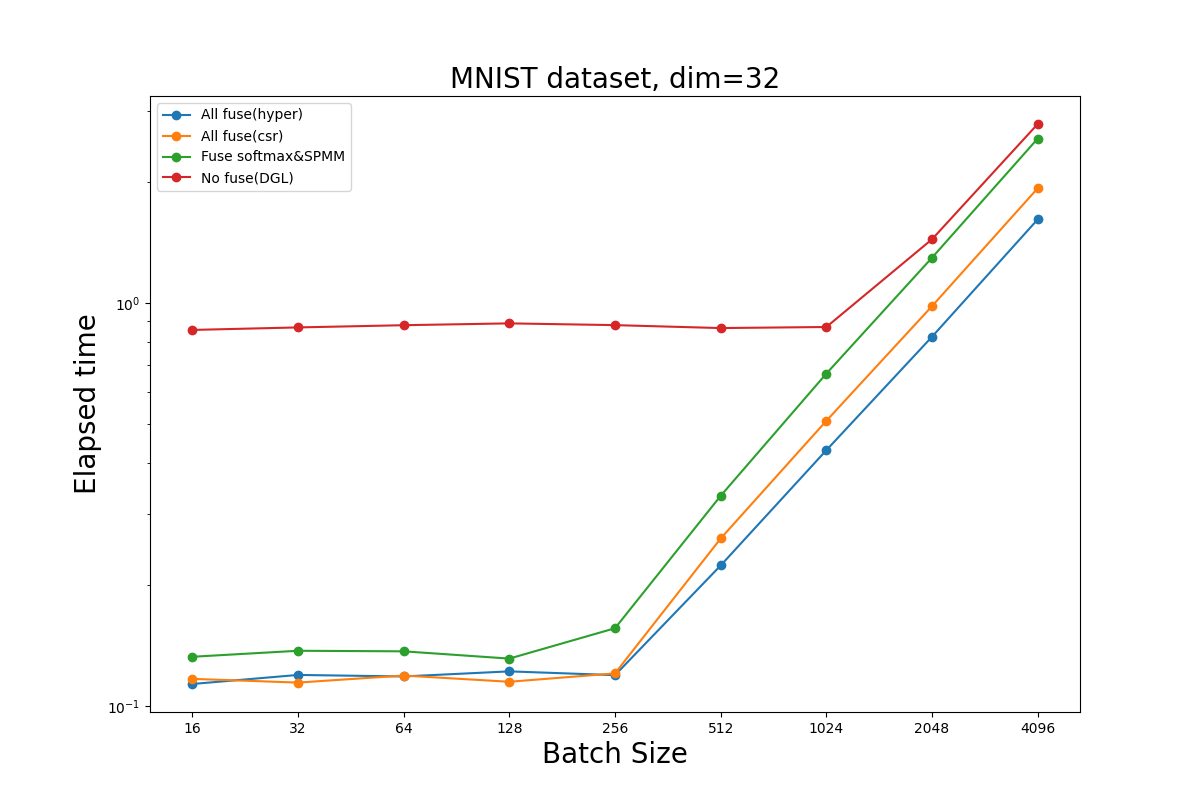 MNIST dataset, dim=32
All fuse(hyper)
All fuse(csr)
Fuse softmax&SPMM
No fuse(DGL)
Elapsed time
10⁰
10⁻¹
16 32 64 128 256 512 1024 2048 4096
Batch Size